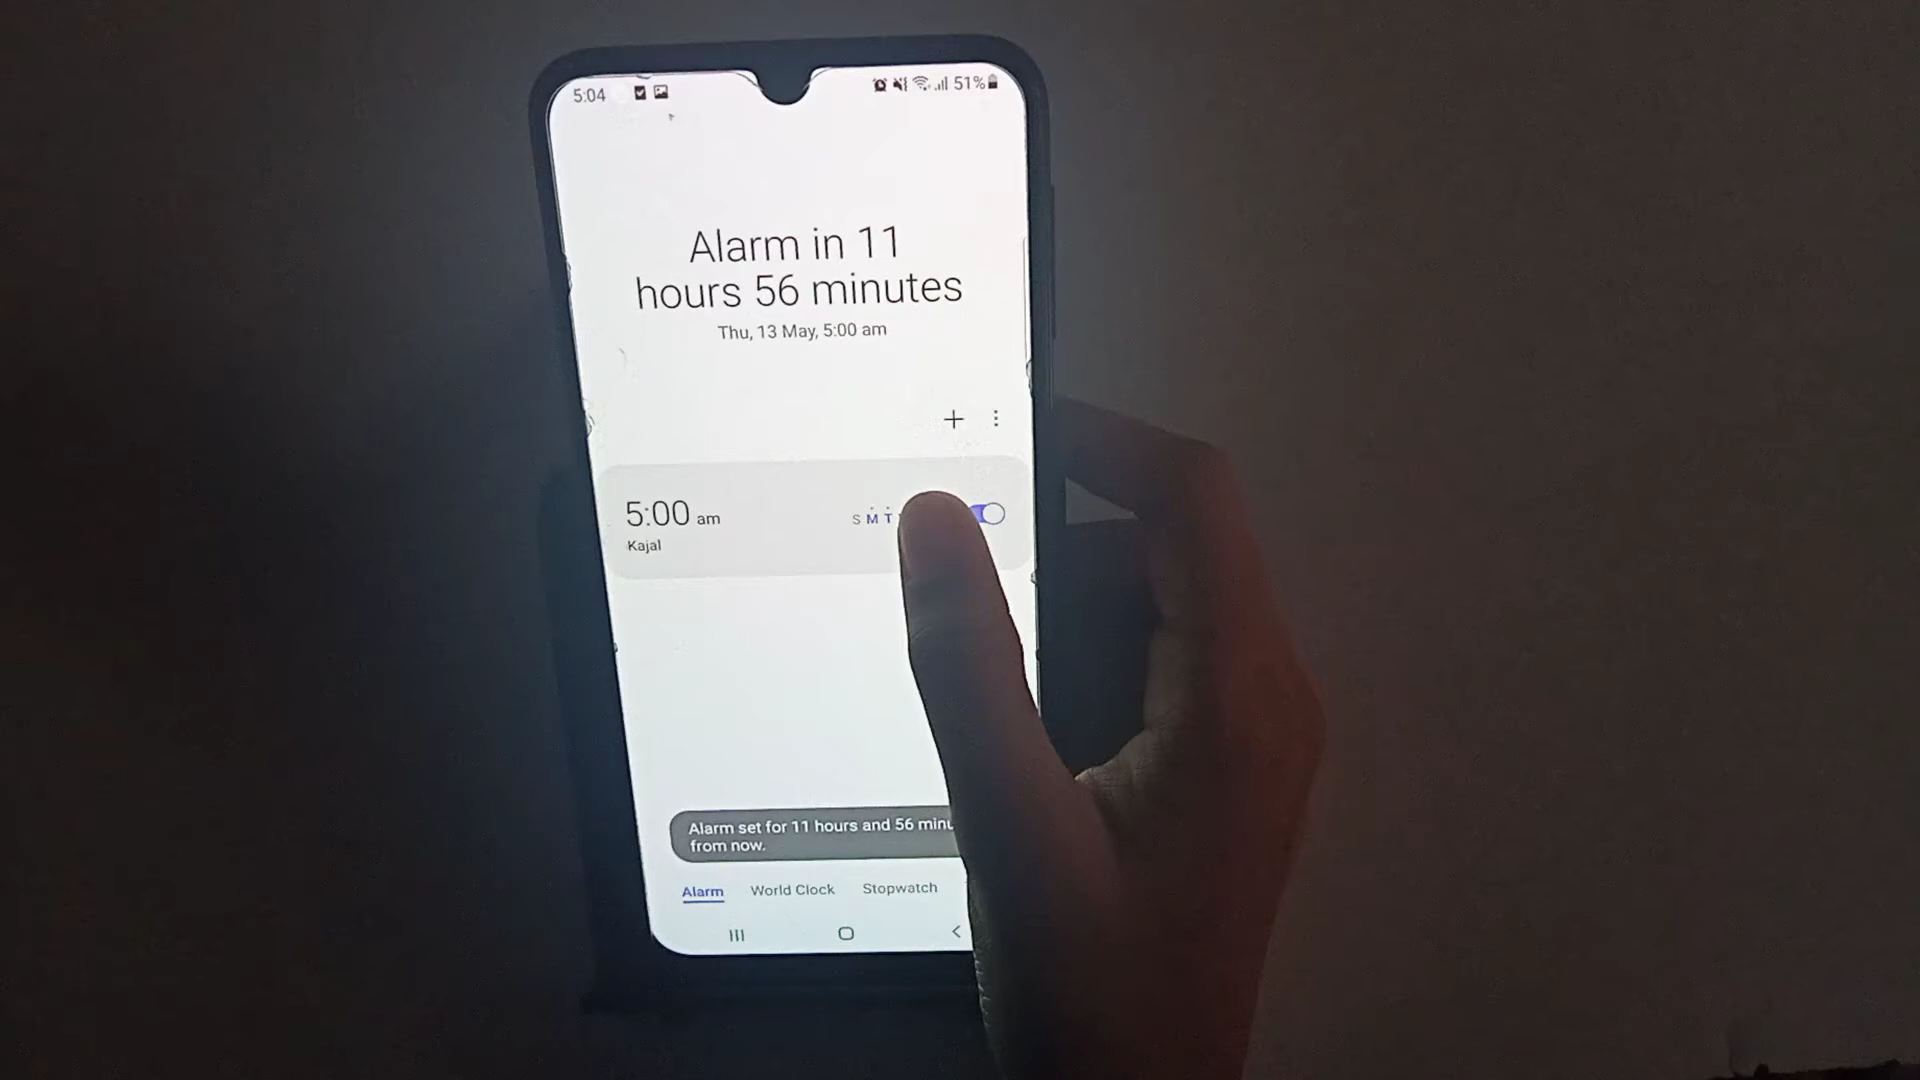 5:04 51%
Alarm in 11
hours 56 minutes
Thu, 13 May, 5:00 am
5:00 am S M T
Kajal
Alarm set for 11 hours and 56
from now.
Alarm World Clock Stopwatch